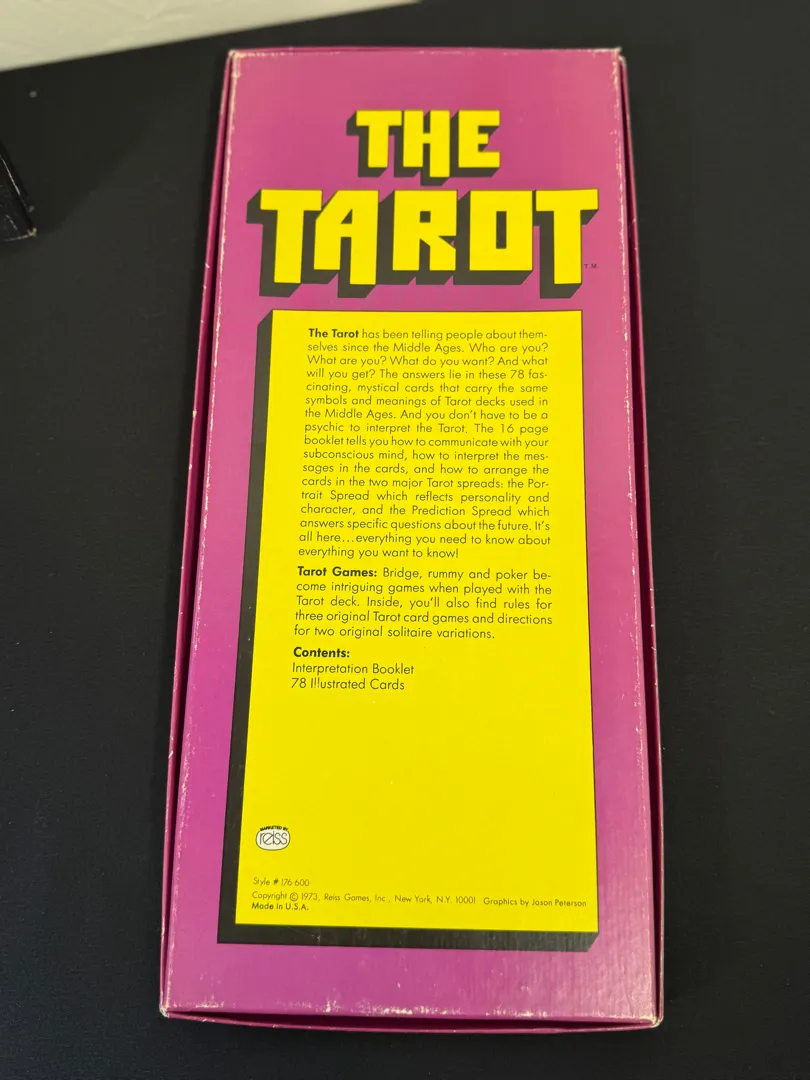 THE
TAROT
T.M.
The Tarot has been telling people about them-
selves since the Middle Ages. Who are you?
What are you? What do you want? And what
will you get? The answers lie in these 78 fas-
cinating, mystical cards that carry the same
symbols and meanings of Tarot decks used in
the Middle Ages. And you don't have to be a
psychic to interpret the Tarot. The 16 page
booklet tells you how to communicate with your
subconscious mind, how to interpret the mes-
sages in the cards, and how to arrange the
cards in the two major Tarot spreads: the Por-
trait Spread which reflects personality and
character, and the Prediction Spread which
answers specific questions about the future. It's
all here...everything you need to know about
everything you want to know!
Tarot Games: Bridge, rummy and poker be-
come intriguing games when played with the
Tarot deck. Inside, you'll also find rules for
three original Tarot card games and directions
for two original solitaire variations.
Contents:
Interpretation Booklet
78 Illustrated Cards
MARKETED BY
reiss
Style # 176 600
Copyright © 1973, Reiss Games, Inc., New York, N.Y. 10001 Graphics by Jason Peterson
Made in U.S.A.